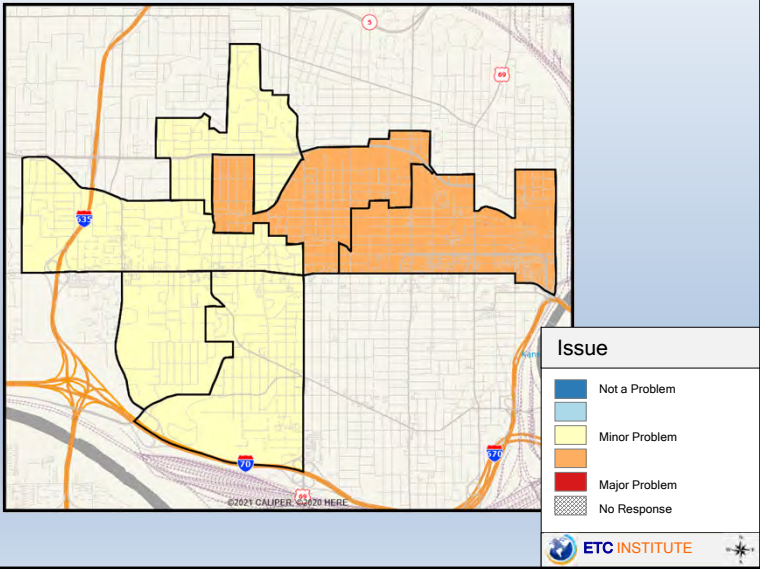 5
69
635
Issue
Not a Problem
Minor Problem
Major Problem
No Response
70
670
69
©2021 CALIPER; ©2020 HERE
ETC INSTITUTE